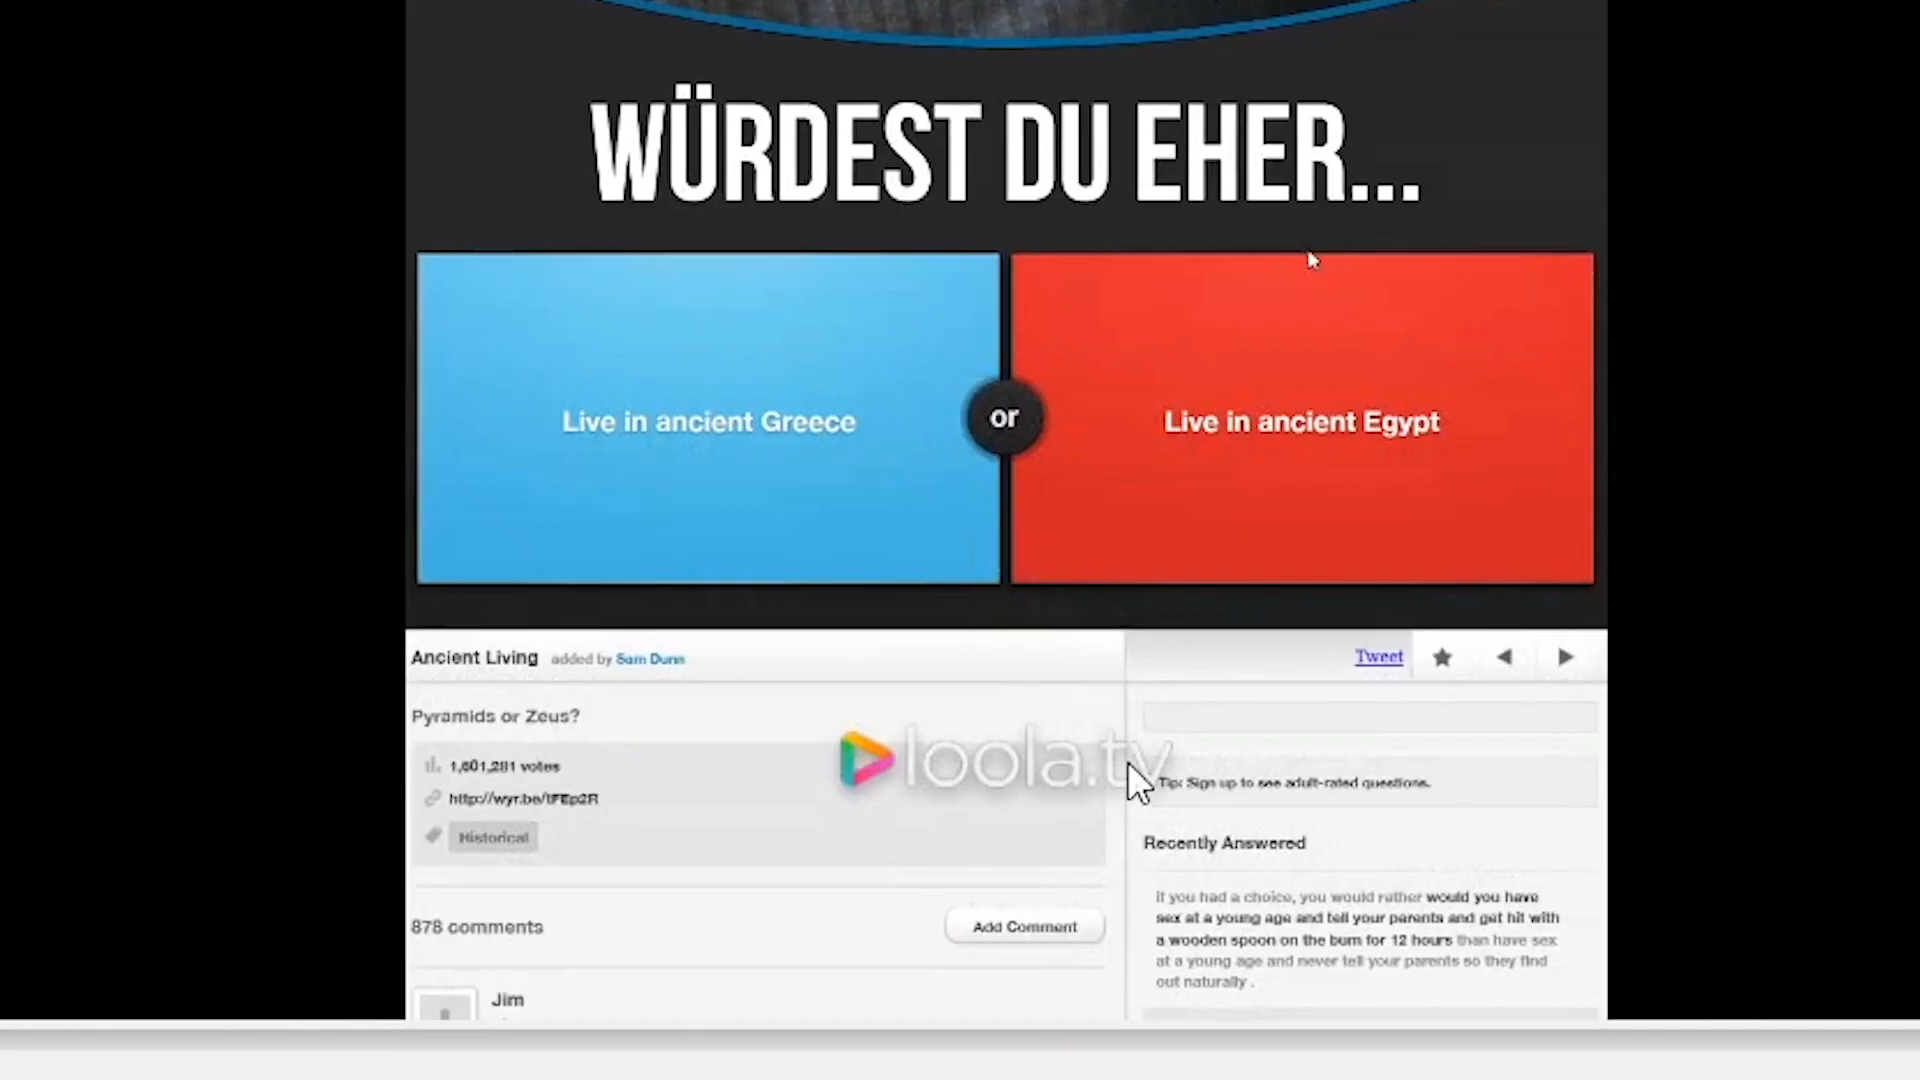 WÜRDEST DU EHER...
Live in ancient Greece
or
Live in ancient Egypt
Ancient Living added by Sam Dunn
Tweet
Pyramids or Zeus?
1,601,281 votes
http://wyr.be/tFEp2R
Historical
loola.tv
Tip: Sign up to see adult-rated questions.
Recently Answered
If you had a choice, you would rather would you have
sex at a young age and tell your parents and get hit with
a wooden spoon on the bum for 12 hours than have sex
at a young age and never tell your parents so they find
out naturally .
878 comments
Add Comment
Jim